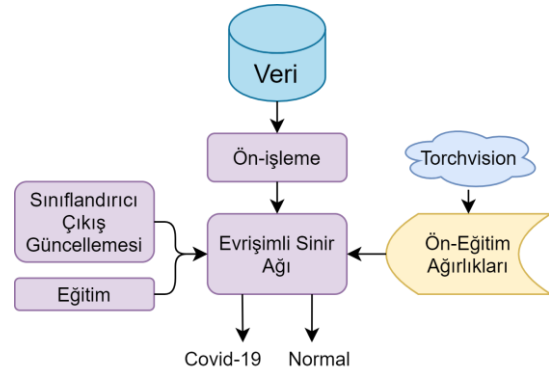 Veri
Ön-işleme
Torchvision
Sınıflandırıcı
Çıkış
Güncellemesi
Eğitim
Evrişimli Sinir
Ağı
Ön-Eğitim
Ağırlıkları
Covid-19
Normal